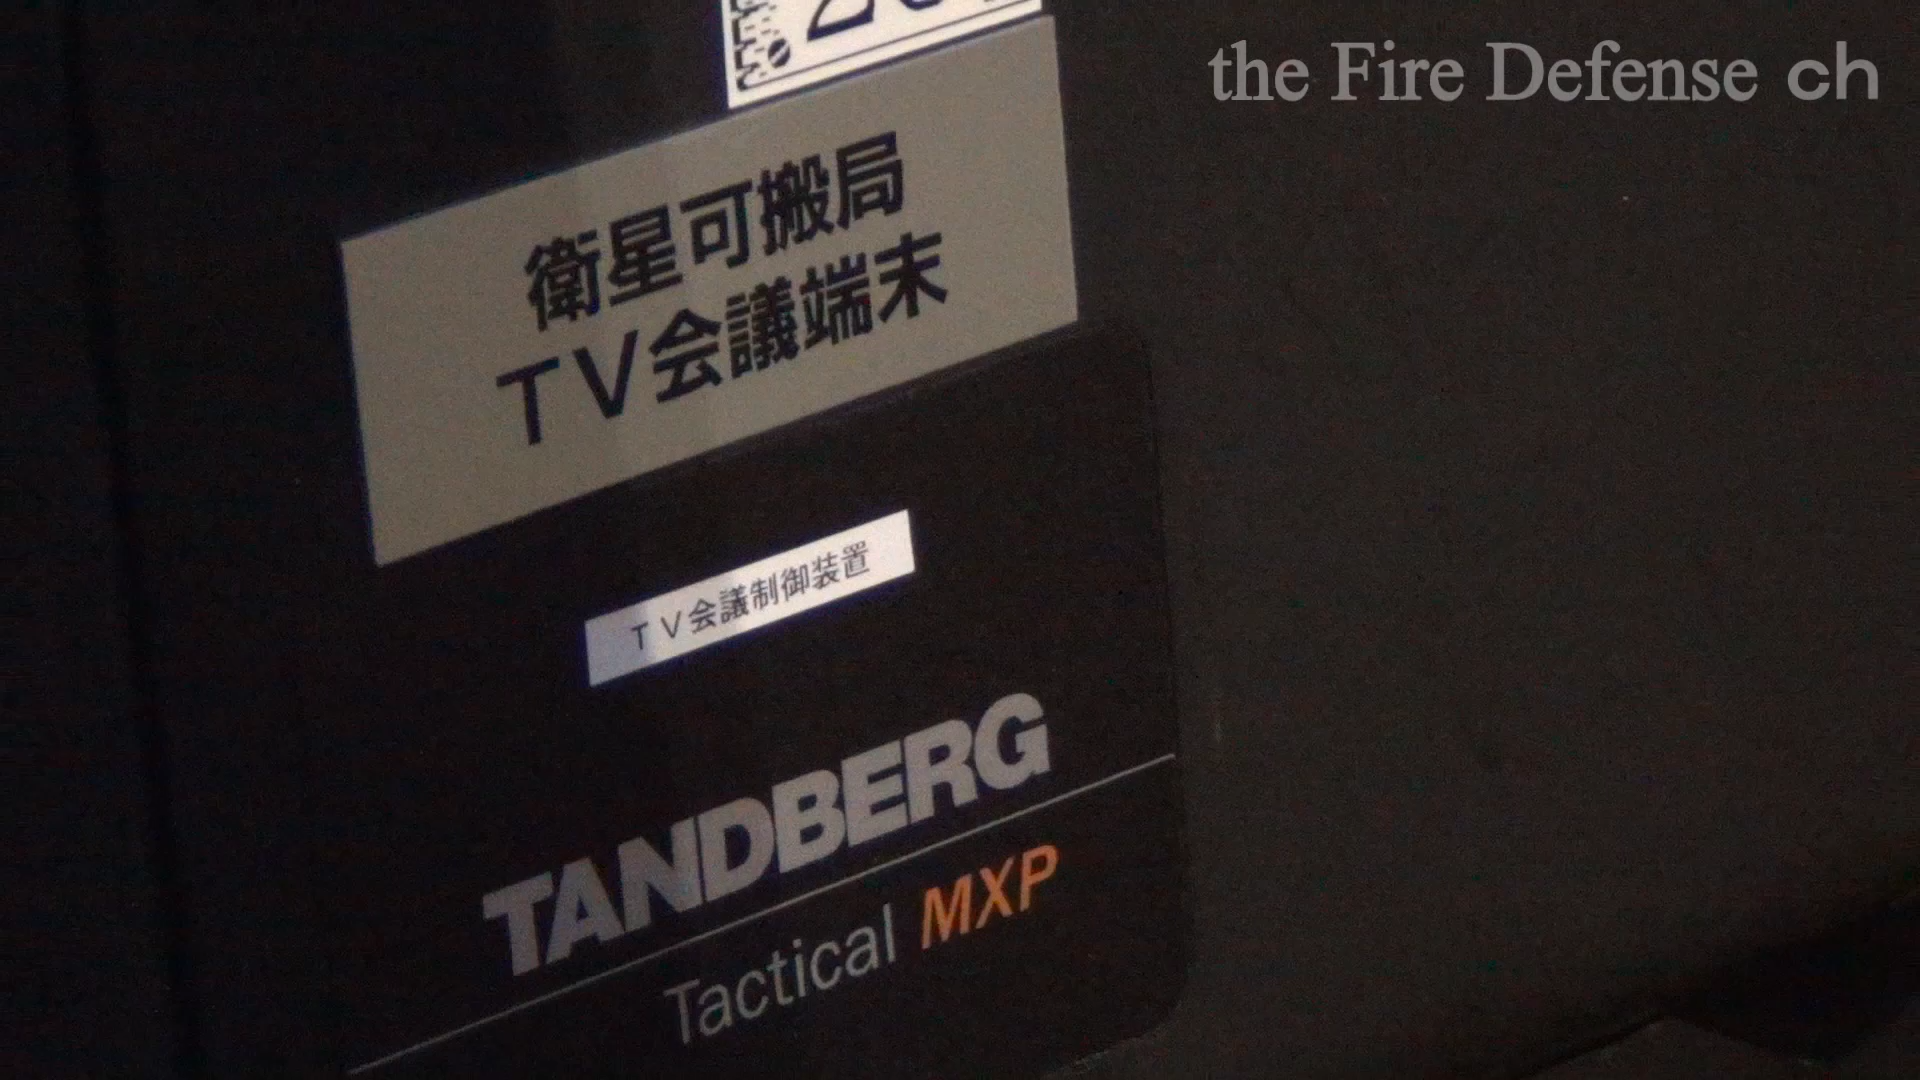 the Fire Defense ch
衛星可搬局
TV会議端末
TV会議制御装置
TANDBERG
Tactical MXP